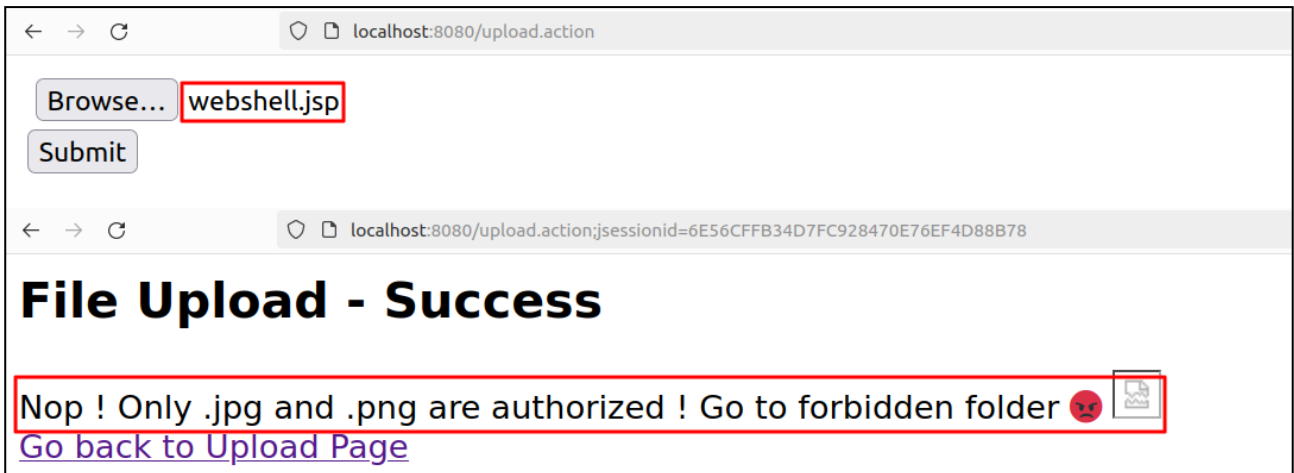 localhost:8080/upload.action
Browse... webshell.jsp
Submit
localhost:8080/upload.action;jsessionid=6E56CFFB34D7FC928470E76EF4D88B78
File Upload - Success
Nop ! Only .jpg and .png are authorized ! Go to forbidden folder 😡
Go back to Upload Page